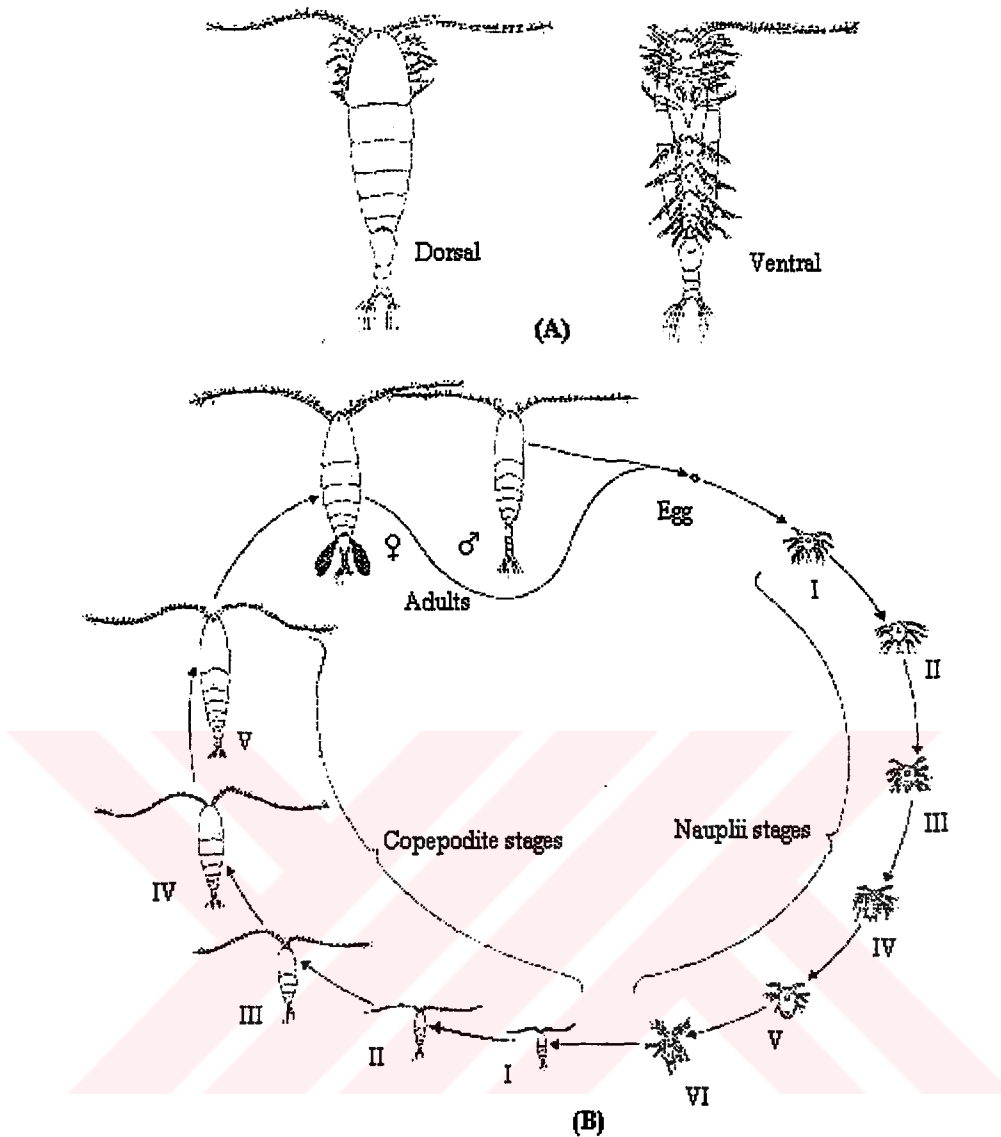 Dorsal
Ventral
(A)
♀
♂
Egg
Adults
I
II
III
IV
V
VI
Nauplii stages
I
II
III
IV
V
Copepodite stages
(B)